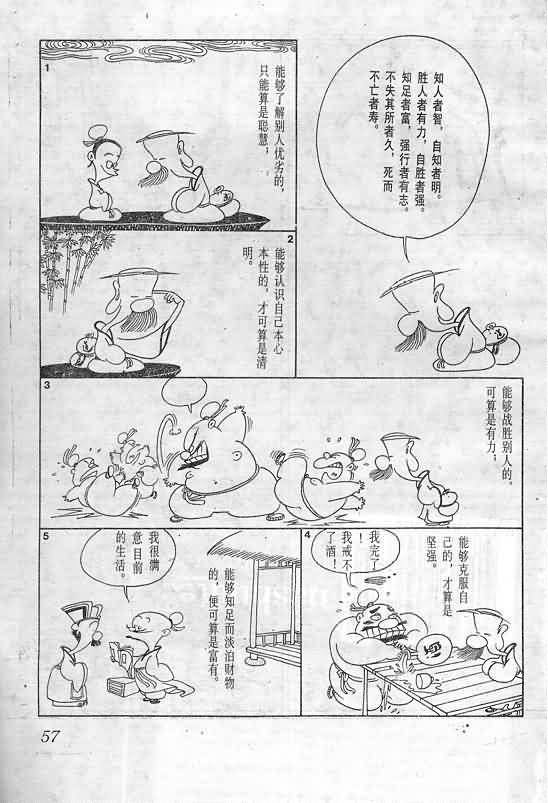 知人者智，自知者明。
胜人者有力，自胜者强。
知足者富，强行者有志。
不失其所者久，死而
不亡者寿。
1
能够了解别人优劣的，
只能算是聪慧；
2
能够认识自己本心
本性的，才可算是清
明。
3
能够战胜别人的，
可算是有力；
4
能够克服自
己的，才算是
坚强。
我完了！
我戒不
了酒！
5
能够知足而淡泊财物
的，便可算是富有。
我很满
意目前
的生活。
57